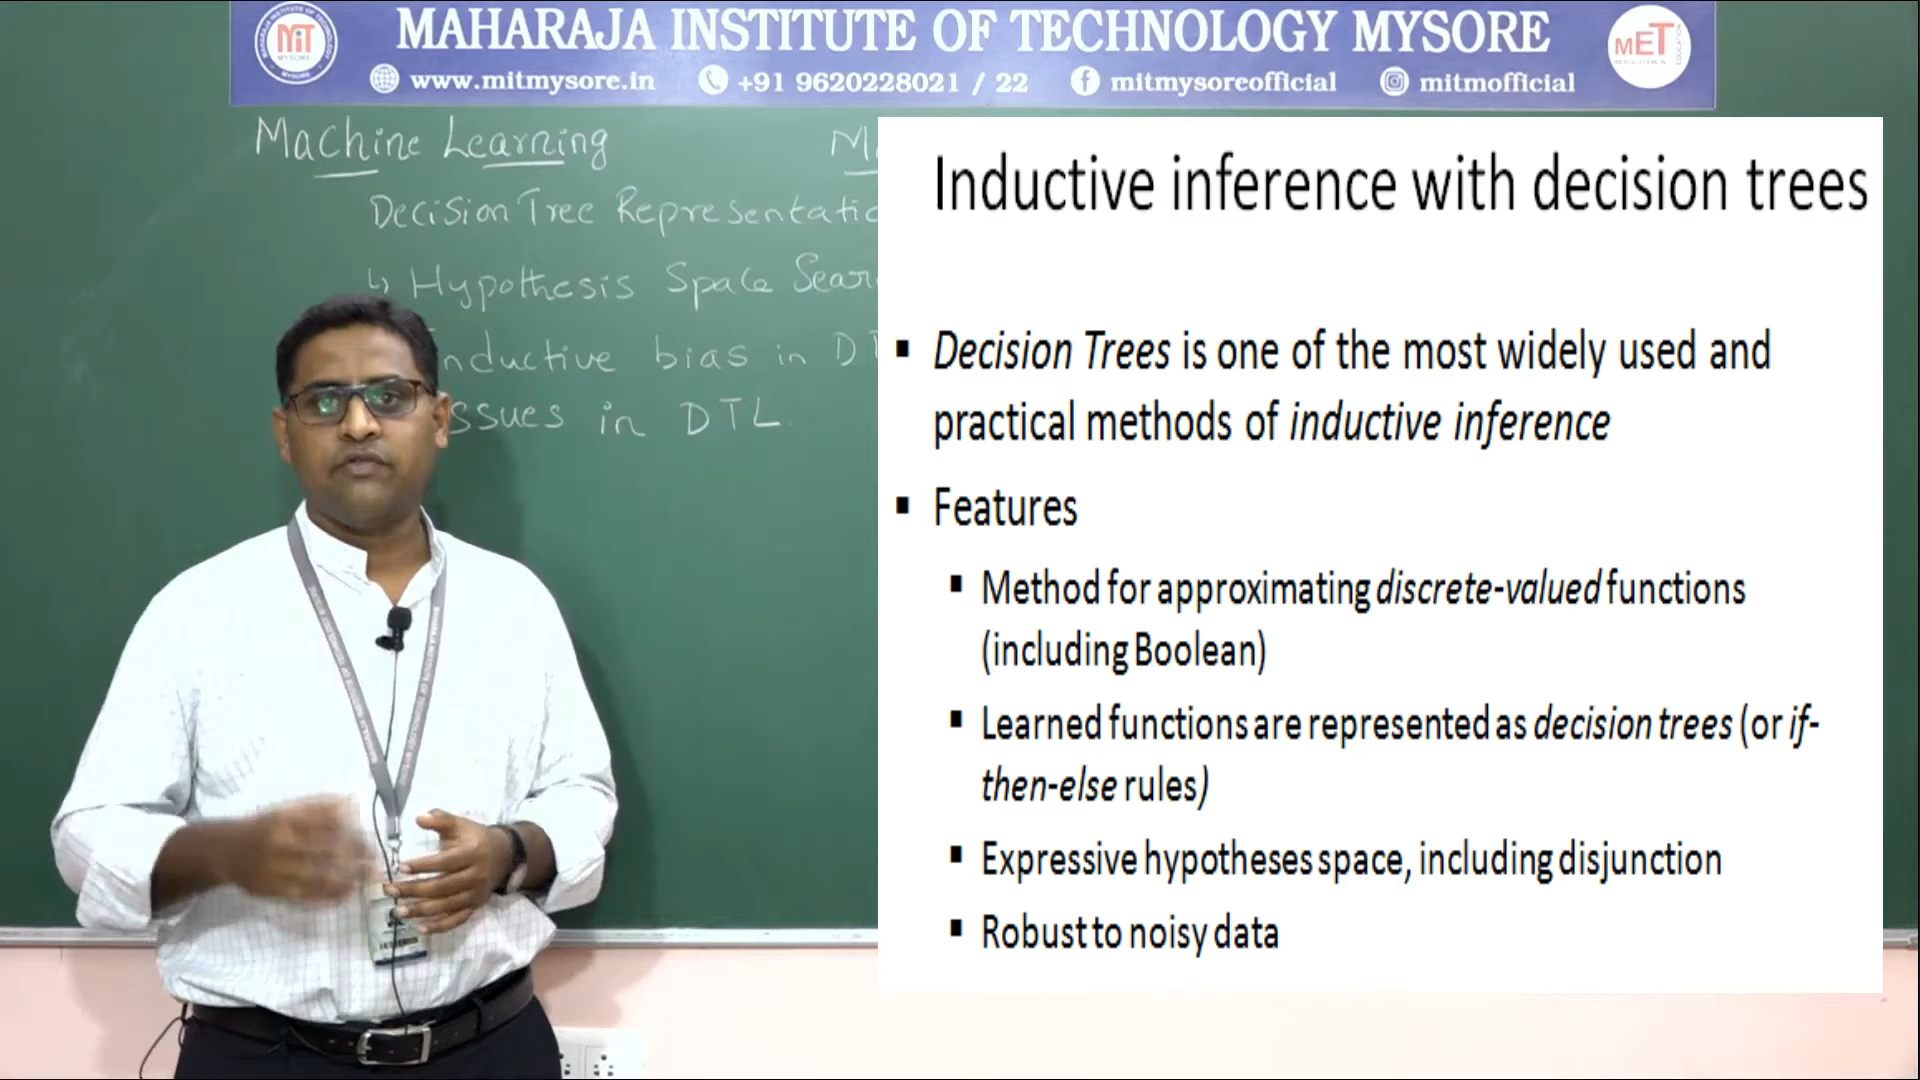 MAHARAJA INSTITUTE OF TECHNOLOGY MYSORE
www.mitmysore.in +91 9620228021 / 22 mitmysoreofficial mitmofficial
MiT
MYSORE
MET
Machine Learning
Decision Tree Representatio
↳ Hypothesis Space Sear
nductive bias in D
ssues in DTL
Inductive inference with decision trees
▪ Decision Trees is one of the most widely used and
practical methods of inductive inference
▪ Features
▪ Method for approximating discrete-valued functions
(including Boolean)
▪ Learned functions are represented as decision trees (or if-
then-else rules)
▪ Expressive hypotheses space, including disjunction
▪ Robust to noisy data